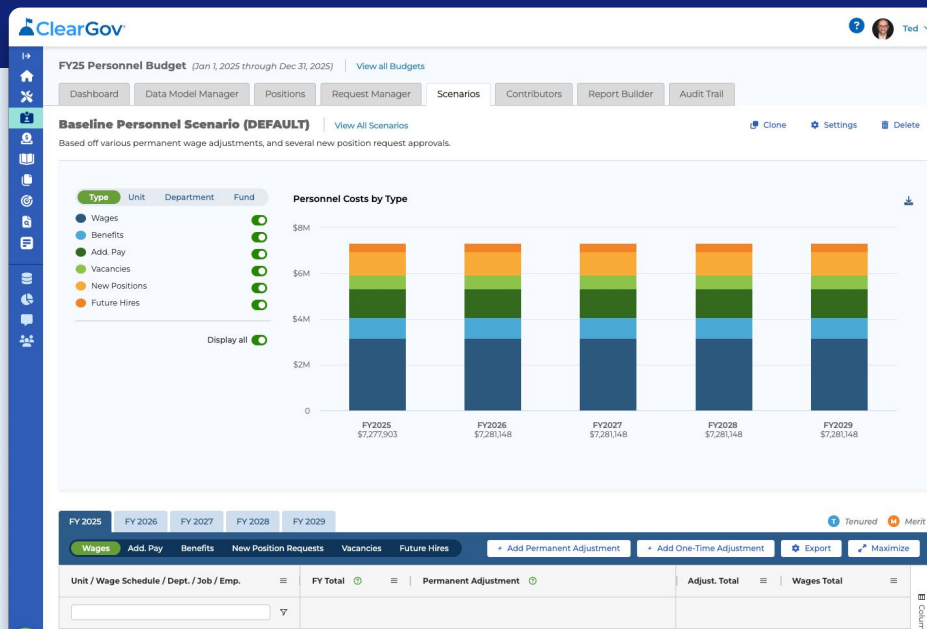 ClearGov
? Ted
FY25 Personnel Budget (Jan 1, 2025 through Dec 31, 2025) View all Budgets
Dashboard Data Model Manager Positions Request Manager Scenarios Contributors Report Builder Audit Trail
Baseline Personnel Scenario (DEFAULT) View All Scenarios Clone Settings Delete
Based off various permanent wage adjustments, and several new position request approvals.
Type Unit Department Fund
Wages
Benefits
Add. Pay
Vacancies
New Positions
Future Hires
Display all
Personnel Costs by Type
$8M
$6M
$4M
$2M
0
FY2025 FY2026 FY2027 FY2028 FY2029
$7,277,903 $7,281,148 $7,281,148 $7,281,148 $7,281,148
FY 2025 FY 2026 FY 2027 FY 2028 FY 2029 T Tenured M Merit
Wages Add. Pay Benefits New Position Requests Vacancies Future Hires + Add Permanent Adjustment + Add One-Time Adjustment Export Maximize
Unit / Wage Schedule / Dept. / Job / Emp. FY Total ? Permanent Adjustment ? Adjust. Total Wages Total
Colum